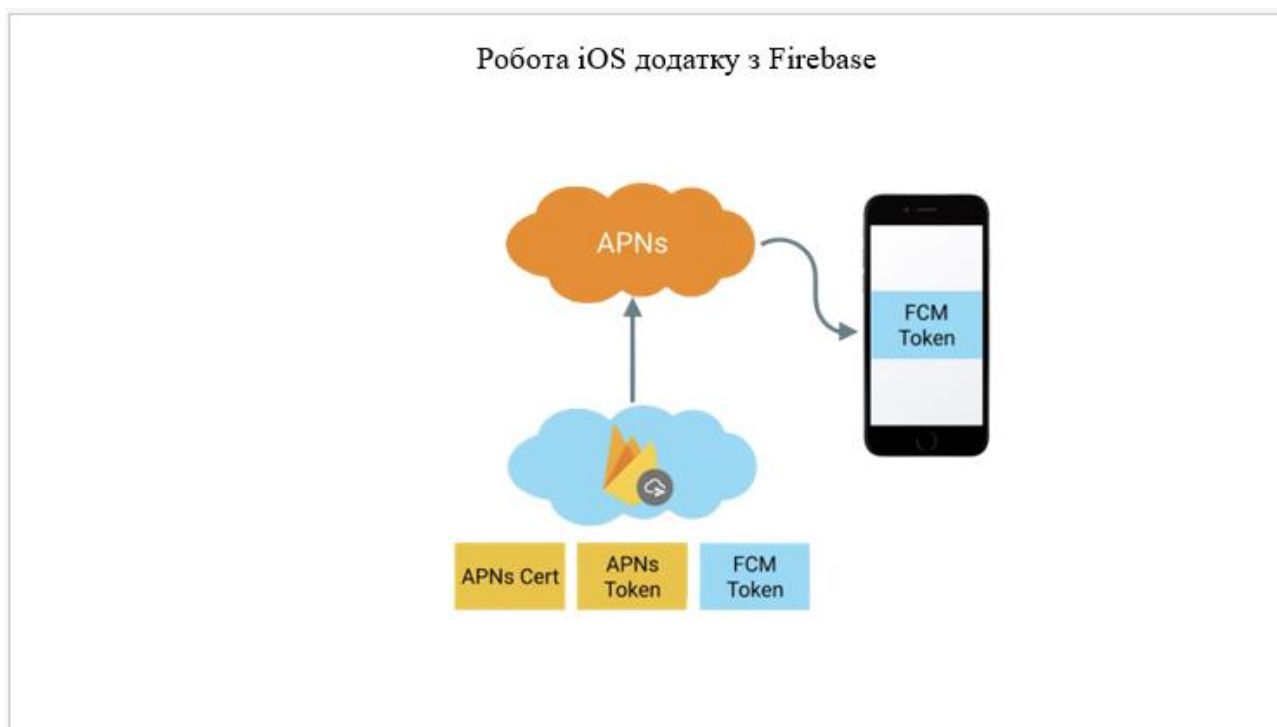 Робота iOS додатку з Firebase
APNs
FCM
Token
APNs Cert
APNs
Token
FCM
Token